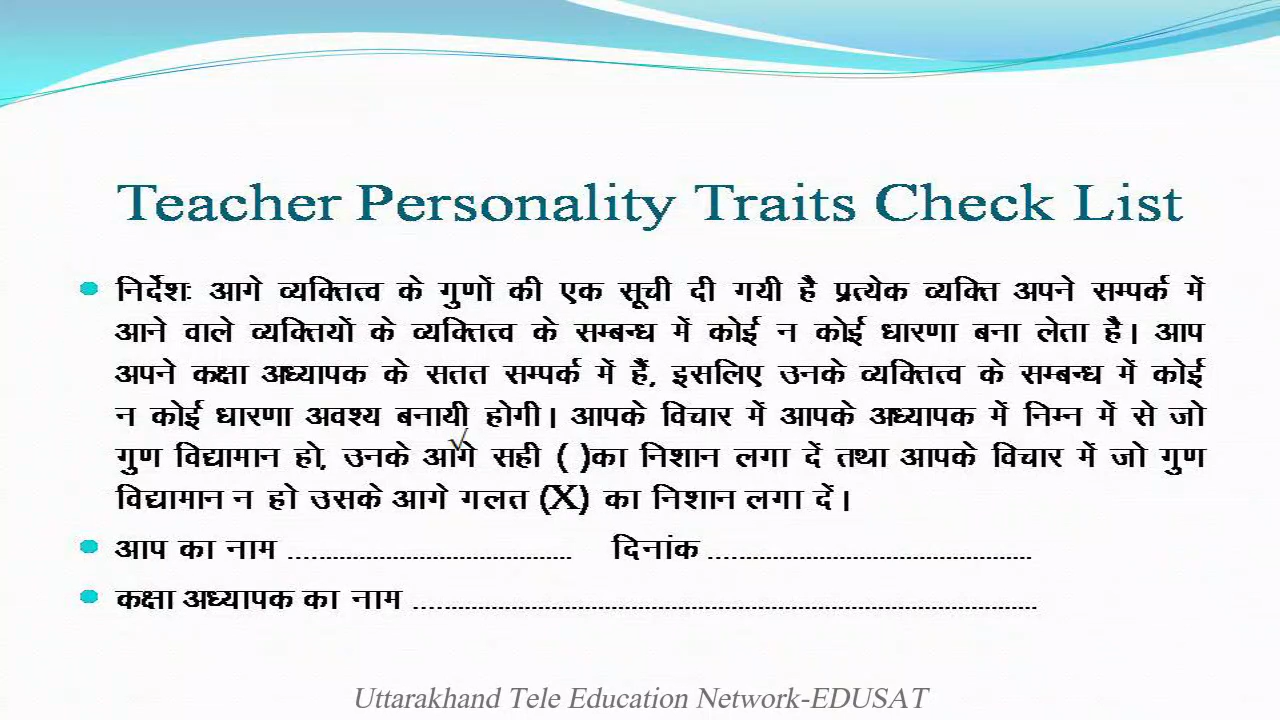 Teacher Personality Traits Check List
निर्देशः आगे व्यक्तित्व के गुणों की एक सूची दी गयी है प्रत्येक व्यक्ति अपने सम्पर्क में
आने वाले व्यक्तियों के व्यक्तित्व के सम्बन्ध में कोई न कोई धारणा बना लेता है। आप
अपने कक्षा अध्यापक के सतत सम्पर्क में हैं, इसलिए उनके व्यक्तित्व के सम्बन्ध में कोई
न कोई धारणा अवश्य बनायी होगी। आपके विचार में आपके अध्यापक में निम्न में से जो
√
गुण विद्यामान हो, उनके आगे सही ( )का निशान लगा दें तथा आपके विचार में जो गुण
विद्यामान न हो उसके आगे गलत (X) का निशान लगा दें।
आप का नाम ............................................ दिनांक ..................................................
कक्षा अध्यापक का नाम ................................................................................................
Uttarakhand Tele Education Network-EDUSAT